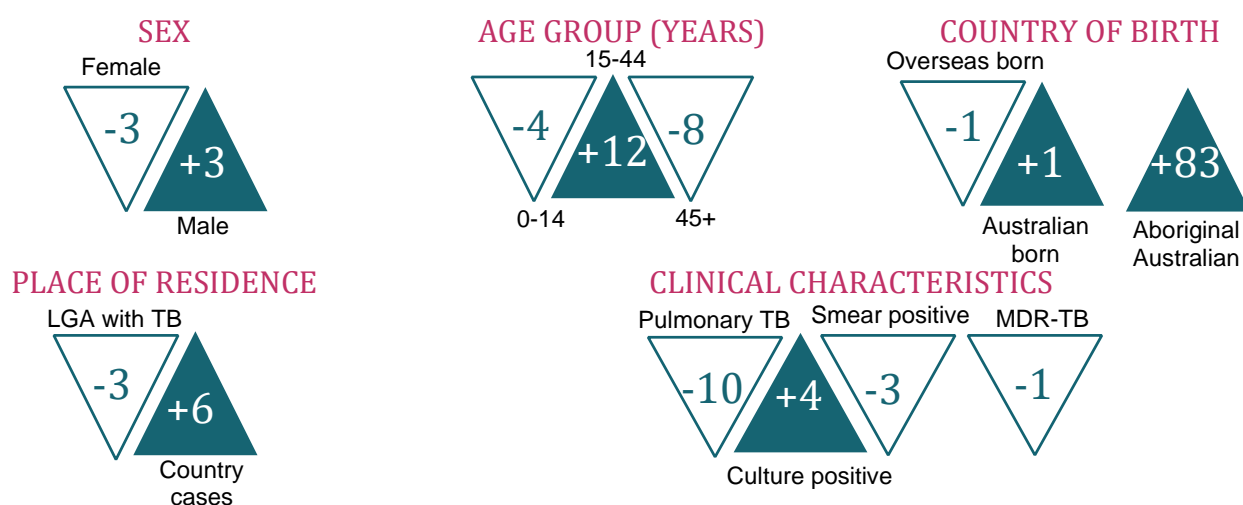 SEX
Female
-3
+3
Male
AGE GROUP (YEARS)
15-44
-4
+12
-8
0-14
45+
COUNTRY OF BIRTH
Overseas born
-1
+1
+83
Australian
born
Aboriginal
Australian
PLACE OF RESIDENCE
LGA with TB
-3
+6
Country
cases
CLINICAL CHARACTERISTICS
Pulmonary TB
Smear positive
MDR-TB
-10
+4
-3
-1
Culture positive